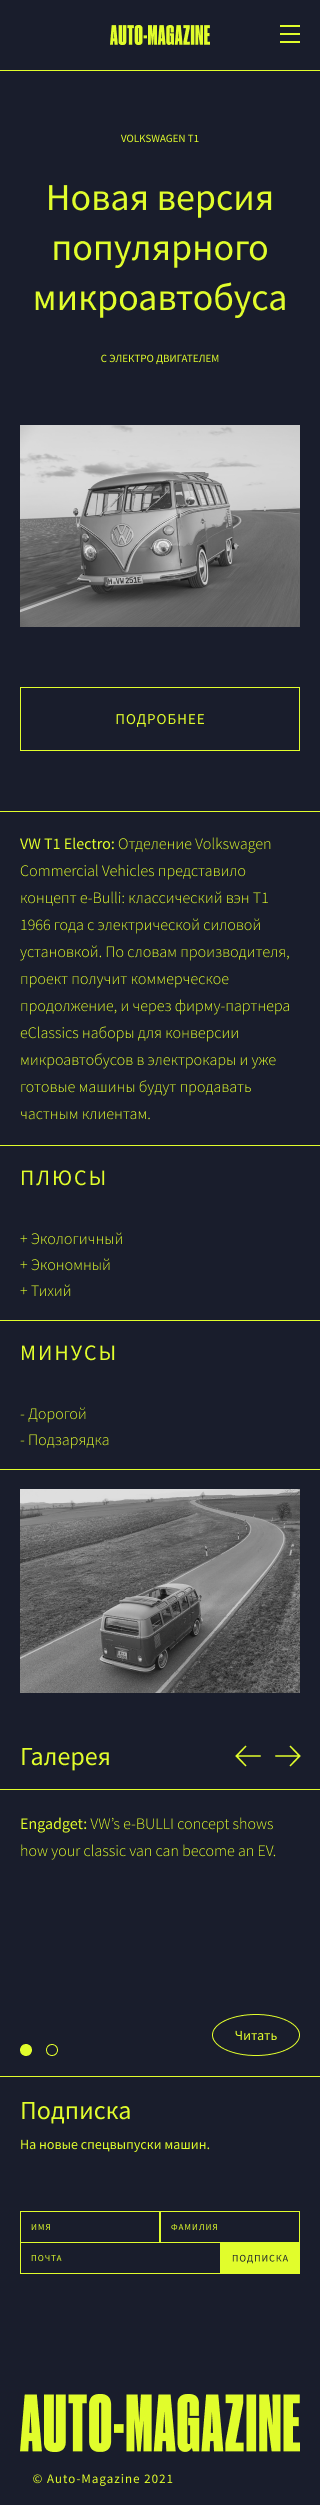 AUTO-MAGAZINE
VOLKSWAGEN T1
Новая версия
популярного
микроавтобуса
С ЭЛЕКТРО ДВИГАТЕЛЕМ
H·VW 251E
ПОДРОБНЕЕ
VW T1 Electro: Отделение Volkswagen
Commercial Vehicles представило
концепт e-Bulli: классический вэн T1
1966 года с электрической силовой
установкой. По словам производителя,
проект получит коммерческое
продолжение, и через фирму-партнера
eClassics наборы для конверсии
микроавтобусов в электрокары и уже
готовые машины будут продавать
частным клиентам.
ПЛЮСЫ
+ Экологичный
+ Экономный
+ Тихий
МИНУСЫ
- Дорогой
- Подзарядка
Галерея
Engadget: VW’s e-BULLI concept shows
how your classic van can become an EV.
Читать
Подписка
На новые спецвыпуски машин.
ИМЯ
ФАМИЛИЯ
ПОЧТА
ПОДПИСКА
AUTO-MAGAZINE
© Auto-Magazine 2021